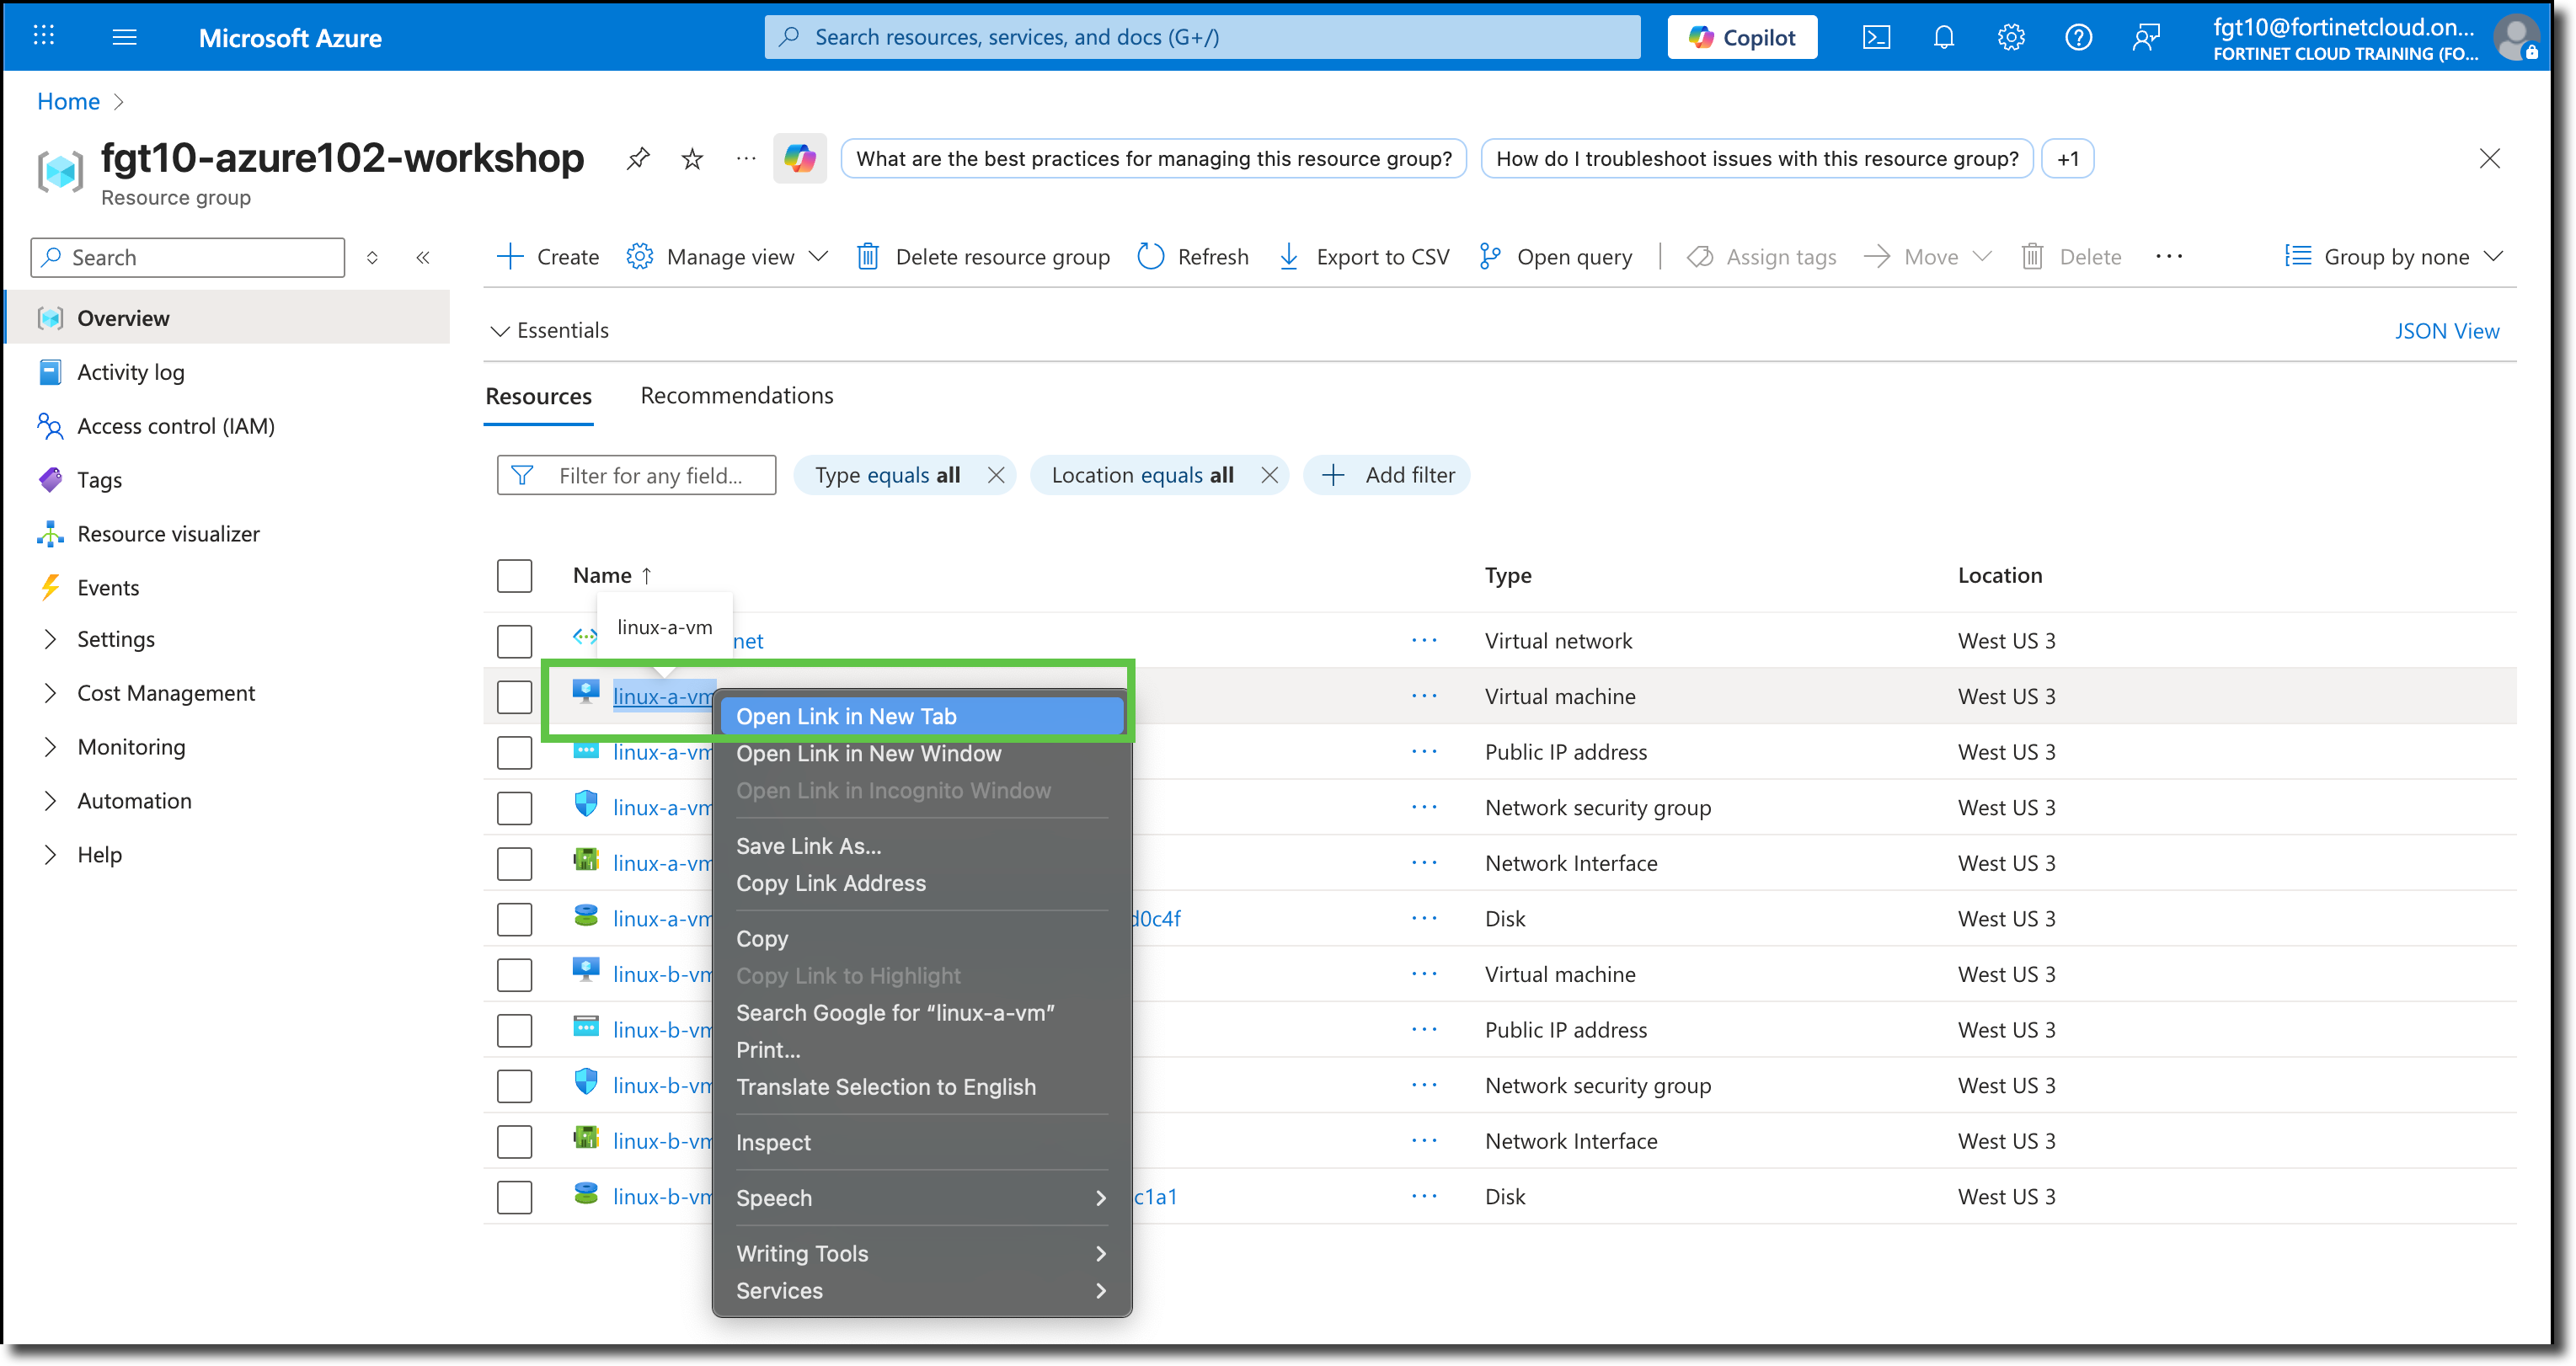 Microsoft Azure
Search resources, services, and docs (G+/)
Copilot
fgt10@fortinetcloud.on...
FORTINET CLOUD TRAINING (FO...
Home
fgt10-azure102-workshop
Resource group
What are the best practices for managing this resource group?
How do I troubleshoot issues with this resource group?
+1
Search
Create
Manage view
Delete resource group
Refresh
Export to CSV
Open query
Assign tags
Move
Delete
Group by none
Overview
Activity log
Access control (IAM)
Tags
Resource visualizer
Events
Settings
Cost Management
Monitoring
Automation
Help
Essentials
JSON View
Resources
Recommendations
Filter for any field...
Type equals all
Location equals all
Add filter
Name ↑
Type
Location
linux-a-vm
net
Virtual network
West US 3
linux-a-vm
Virtual machine
West US 3
linux-a-vm
Public IP address
West US 3
linux-a-vm
Network security group
West US 3
linux-a-vm
Network Interface
West US 3
linux-a-vm
d0c4f
Disk
West US 3
linux-b-vm
Virtual machine
West US 3
linux-b-vm
Public IP address
West US 3
linux-b-vm
Network security group
West US 3
linux-b-vm
Network Interface
West US 3
linux-b-vm
c1a1
Disk
West US 3
Open Link in New Tab
Open Link in New Window
Open Link in Incognito Window
Save Link As...
Copy Link Address
Copy
Copy Link to Highlight
Search Google for “linux-a-vm”
Print...
Translate Selection to English
Inspect
Speech
Writing Tools
Services